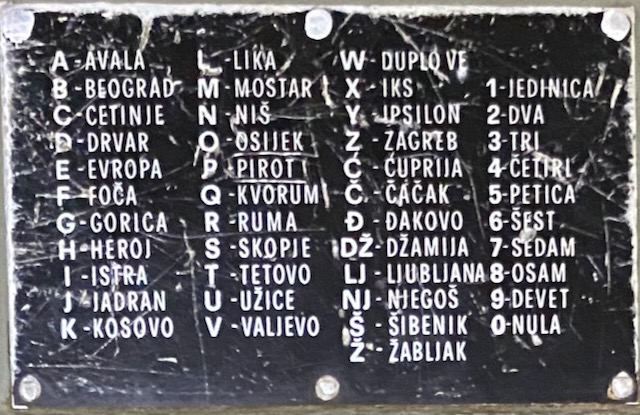 A - AVALA
B - BEOGRAD
C - CETINJE
D - DRVAR
E - EVROPA
F - FOČA
G - GORICA
H - HEROJ
I - ISTRA
J - JADRAN
K - KOSOVO
L - LIKA
M - MOSTAR
N - NIŠ
O - OSIJEK
P - PIROT
Q - KVORUM
R - RUMA
S - SKOPJE
T - TETOVO
U - UŽICE
V - VALJEVO
W - DUPLO VE
X - IKS
Y - IPSILON
Z - ZAGREB
Ć - ĆUPRIJA
Č - ČAČAK
Đ - ĐAKOVO
DŽ - DŽAMIJA
LJ - LJUBLJANA
NJ - NJEGOŠ
Š - ŠIBENIK
Ž - ŽABLJAK
1 - JEDINICA
2 - DVA
3 - TRI
4 - ČETIRI
5 - PETICA
6 - ŠEST
7 - SEDAM
8 - OSAM
9 - DEVET
0 - NULA